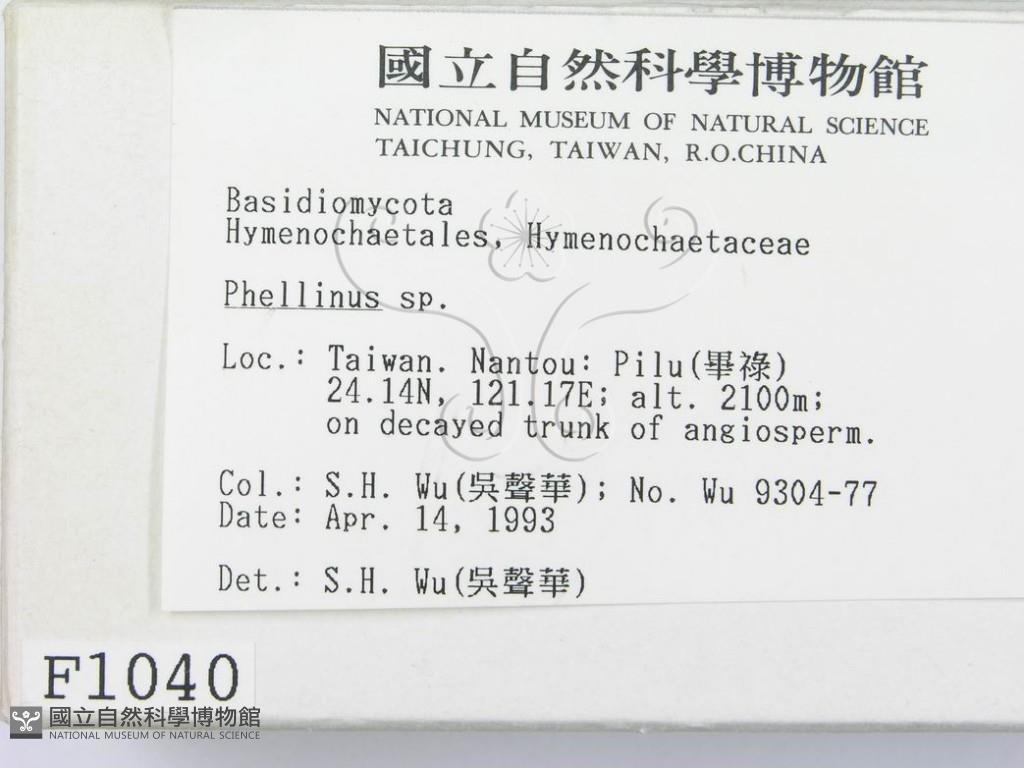 國立自然科學博物館
NATIONAL MUSEUM OF NATURAL SCIENCE
TAICHUNG, TAIWAN, R.O.CHINA
Basidiomycota
Hymenochaetales, Hymenochaetaceae
Phellinus sp.
Loc.: Taiwan. Nantou: Pilu(畢祿)
24.14N, 121.17E; alt. 2100m;
on decayed trunk of angiosperm.
Col.: S.H. Wu(吳聲華); No. Wu 9304-77
Date: Apr. 14, 1993
Det.: S.H. Wu(吳聲華)
F1040
國立自然科學博物館
NATIONAL MUSEUM OF NATURAL SCIENCE